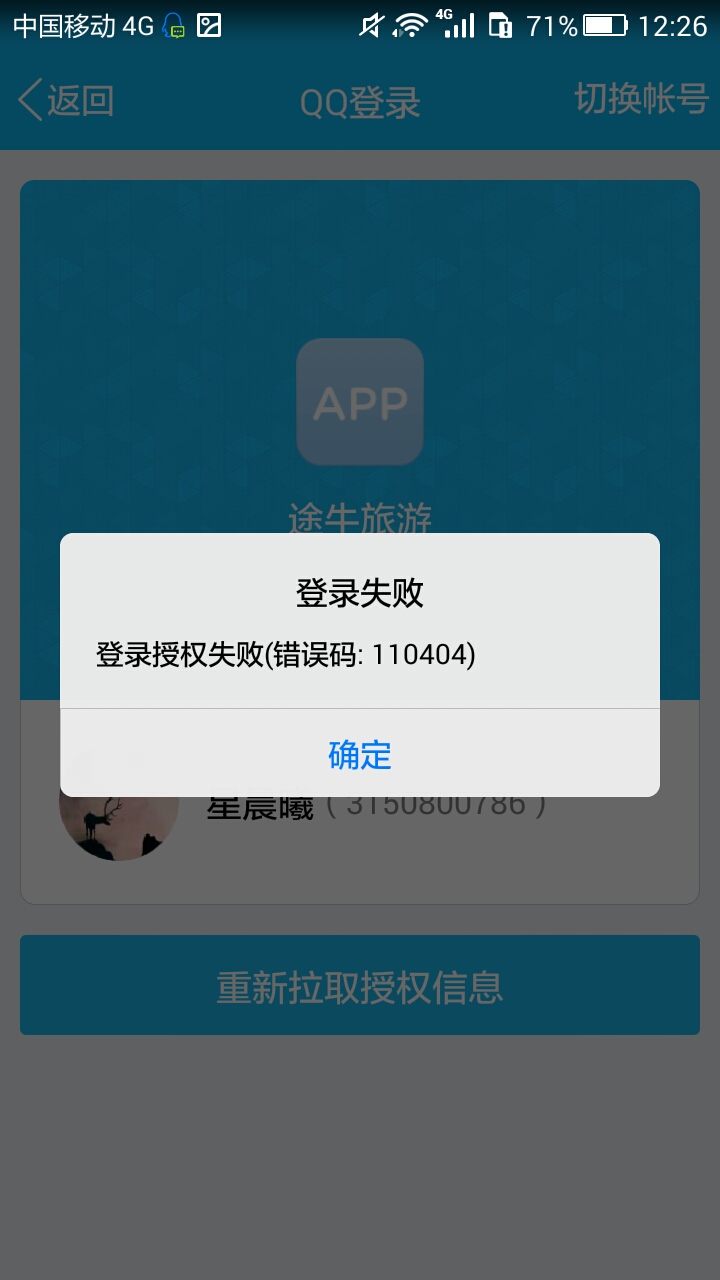 中国移动 4G 4G 71% 12:26
返回 QQ登录 切换帐号
APP
途牛旅游
登录失败
登录授权失败(错误码: 110404)
确定
星晨曦 ( 3150800786 )
重新拉取授权信息